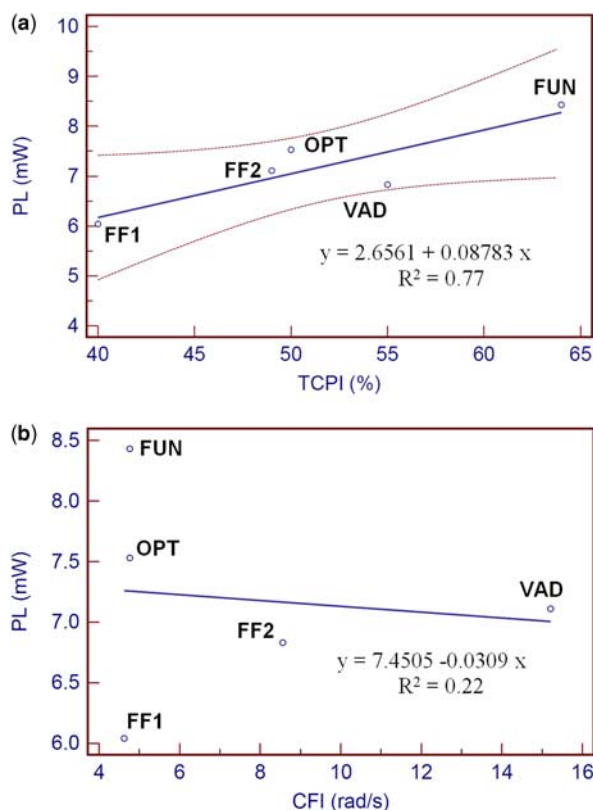 (a)
10
9
8
7
6
5
4
PL (mW)
FUN
OPT
FF2
VAD
FF1
y = 2.6561 + 0.08783 x
R² = 0.77
40 45 50 55 60 65
TCPI (%)
(b)
8.5
8.0
7.5
7.0
6.5
6.0
PL (mW)
FUN
OPT
VAD
FF2
y = 7.4505 -0.0309 x
R² = 0.22
FF1
4 6 8 10 12 14 16
CFI (rad/s)